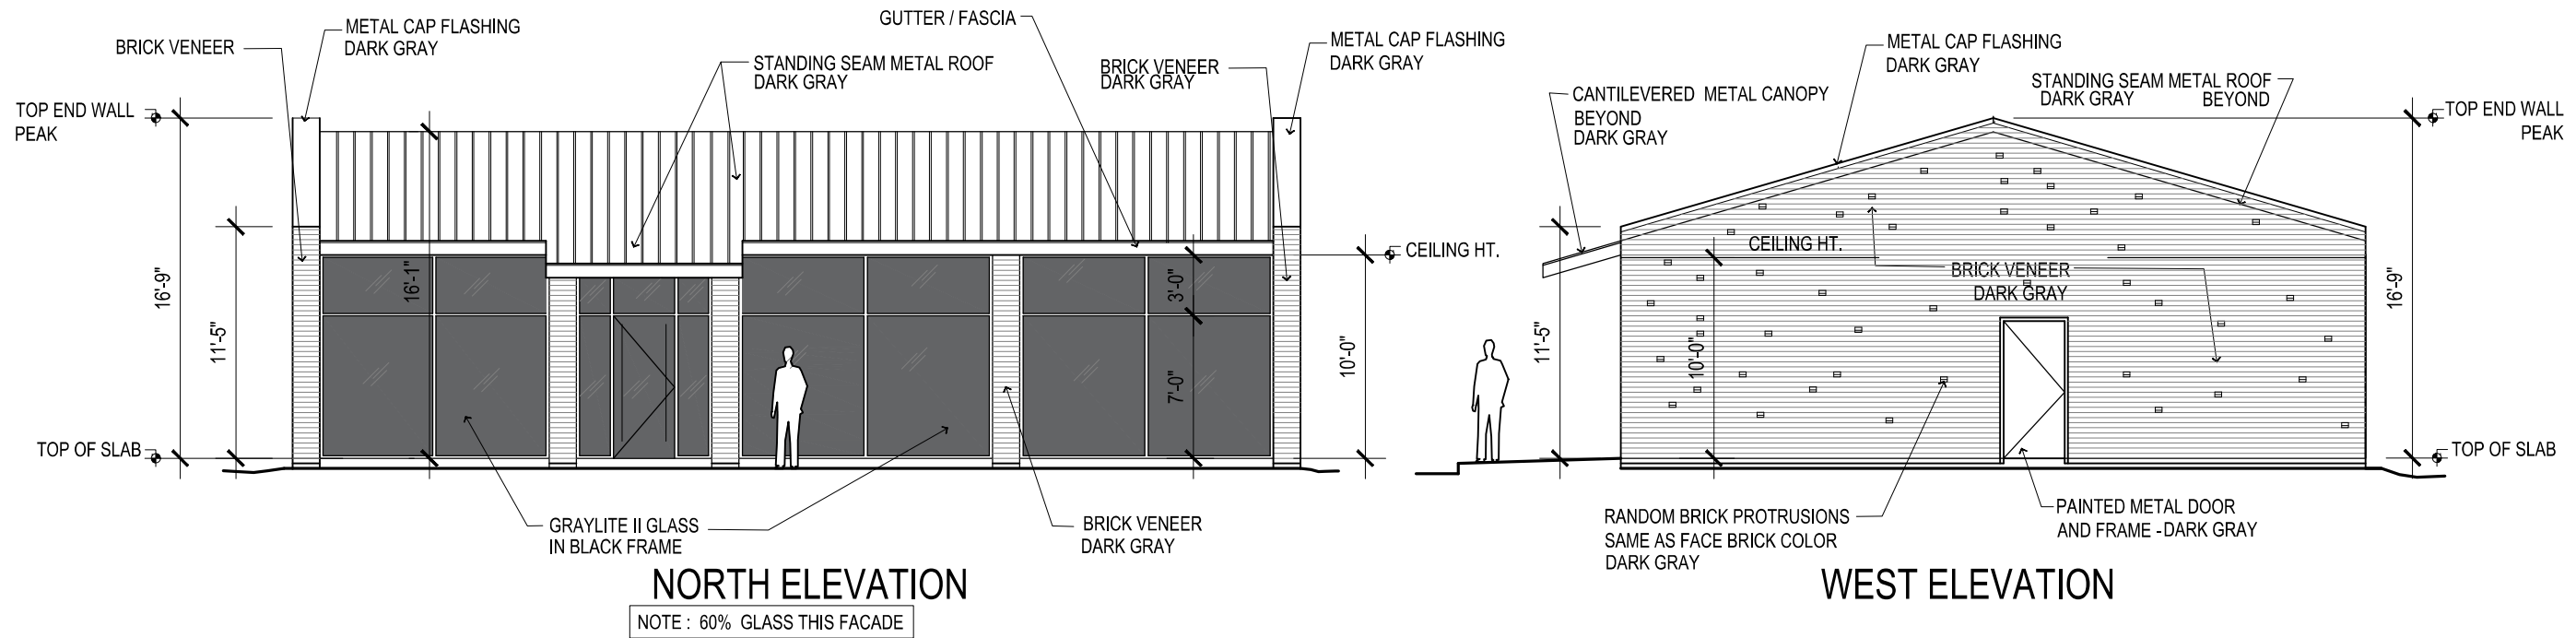 METAL CAP FLASHING
DARK GRAY
BRICK VENEER
GUTTER / FASCIA
STANDING SEAM METAL ROOF
DARK GRAY
BRICK VENEER
DARK GRAY
METAL CAP FLASHING
DARK GRAY
TOP END WALL
PEAK
16'-9"
11'-5"
16'-1"
3'-0"
7'-0"
10'-0"
CEILING HT.
TOP OF SLAB
GRAYLITE II GLASS
IN BLACK FRAME
BRICK VENEER
DARK GRAY
NORTH ELEVATION
NOTE : 60% GLASS THIS FACADE
METAL CAP FLASHING
DARK GRAY
CANTILEVERED METAL CANOPY
BEYOND
DARK GRAY
STANDING SEAM METAL ROOF
DARK GRAY BEYOND
TOP END WALL
PEAK
CEILING HT.
BRICK VENEER
DARK GRAY
11'-5"
10'-0"
16'-9"
TOP OF SLAB
RANDOM BRICK PROTRUSIONS
SAME AS FACE BRICK COLOR
DARK GRAY
PAINTED METAL DOOR
AND FRAME - DARK GRAY
WEST ELEVATION